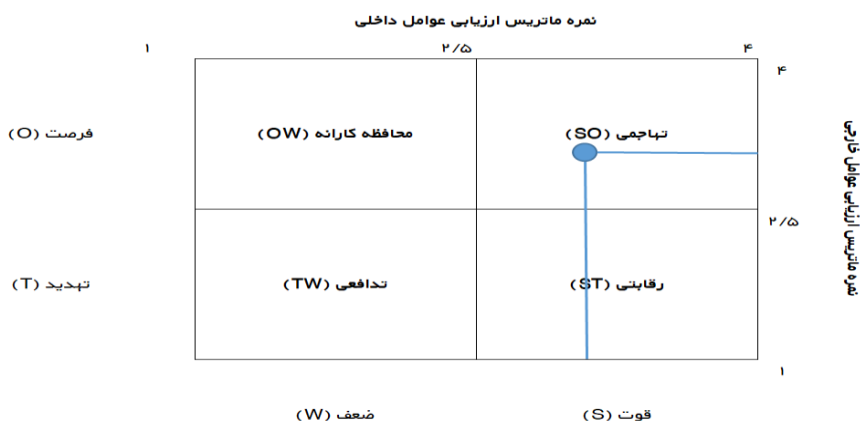 نمره ماتریس ارزیابی عوامل داخلی
۴
۲/۵
۱
۴
تهاجمی (SO)
محافظه کارانه (OW)
فرصت (O)
نمره ماتریس ارزیابی عوامل خارجی
۲/۵
رقابتی (ST)
تدافعی (TW)
تهدید (T)
۱
قوت (S)
ضعف (W)